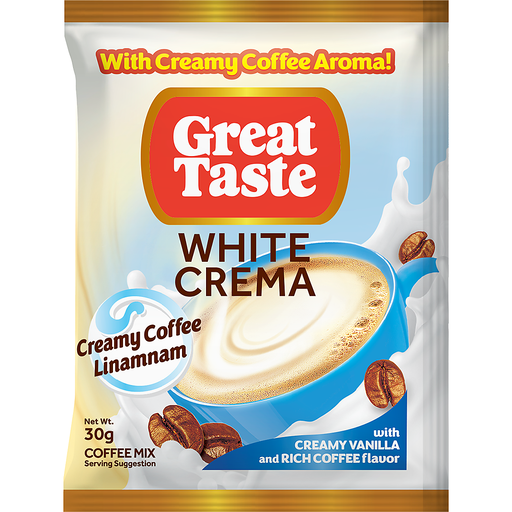 With Creamy Coffee Aroma!
Great
Taste
WHITE
CREMA
Creamy Coffee
Linamnam
Net Wt.
30g
COFFEE MIX
Serving Suggestion
with
CREAMY VANILLA
and RICH COFFEE flavor